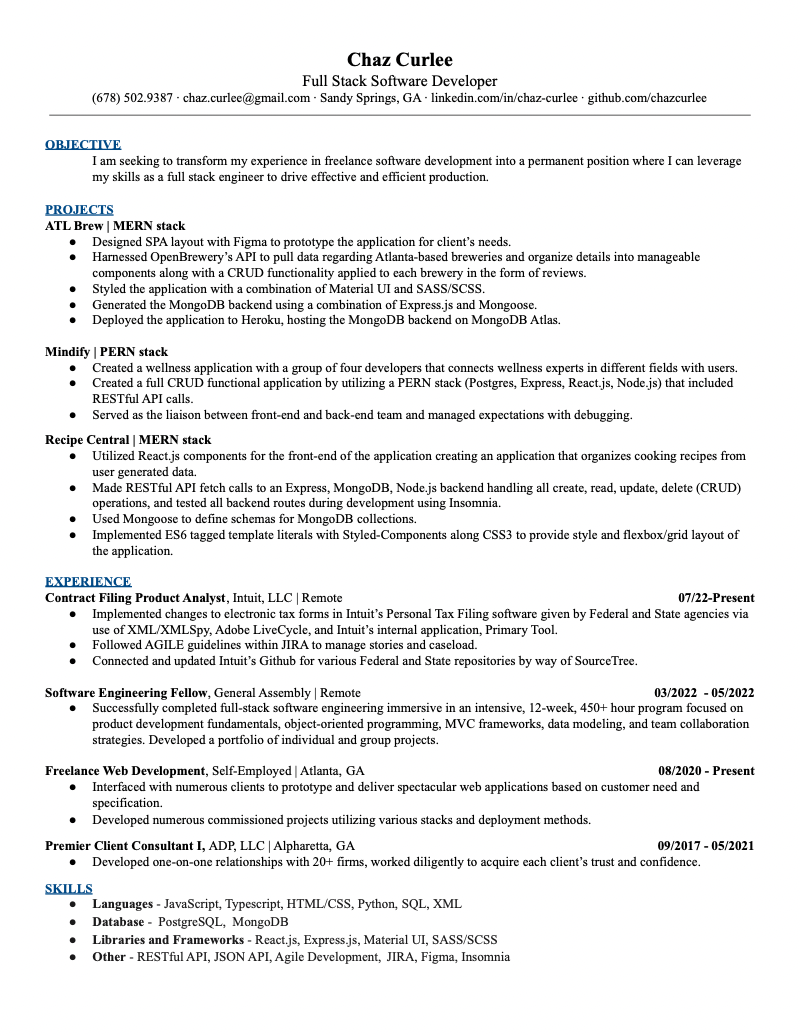 Chaz Curlee
Full Stack Software Developer
(678) 502.9387 · chaz.curlee@gmail.com · Sandy Springs, GA · linkedin.com/in/chaz-curlee · github.com/chazcurlee
OBJECTIVE
I am seeking to transform my experience in freelance software development into a permanent position where I can leverage
my skills as a full stack engineer to drive effective and efficient production.
PROJECTS
ATL Brew | MERN stack
● Designed SPA layout with Figma to prototype the application for client's needs.
● Harnessed OpenBrewery's API to pull data regarding Atlanta-based breweries and organize details into manageable
components along with a CRUD functionality applied to each brewery in the form of reviews.
● Styled the application with a combination of Material UI and SASS/SCSS.
● Generated the MongoDB backend using a combination of Express.js and Mongoose.
● Deployed the application to Heroku, hosting the MongoDB backend on MongoDB Atlas.
Mindify | PERN stack
● Created a wellness application with a group of four developers that connects wellness experts in different fields with users.
● Created a full CRUD functional application by utilizing a PERN stack (Postgres, Express, React.js, Node.js) that included
RESTful API calls.
● Served as the liaison between front-end and back-end team and managed expectations with debugging.
Recipe Central | MERN stack
● Utilized React.js components for the front-end of the application creating an application that organizes cooking recipes from
user generated data.
● Made RESTful API fetch calls to an Express, MongoDB, Node.js backend handling all create, read, update, delete (CRUD)
operations, and tested all backend routes during development using Insomnia.
● Used Mongoose to define schemas for MongoDB collections.
● Implemented ES6 tagged template literals with Styled-Components along CSS3 to provide style and flexbox/grid layout of
the application.
EXPERIENCE
Contract Filing Product Analyst, Intuit, LLC | Remote 07/22-Present
● Implemented changes to electronic tax forms in Intuit's Personal Tax Filing software given by Federal and State agencies via
use of XML/XMLSpy, Adobe LiveCycle, and Intuit's internal application, Primary Tool.
● Followed AGILE guidelines within JIRA to manage stories and caseload.
● Connected and updated Intuit's Github for various Federal and State repositories by way of SourceTree.
Software Engineering Fellow, General Assembly | Remote 03/2022 - 05/2022
● Successfully completed full-stack software engineering immersive in an intensive, 12-week, 450+ hour program focused on
product development fundamentals, object-oriented programming, MVC frameworks, data modeling, and team collaboration
strategies. Developed a portfolio of individual and group projects.
Freelance Web Development, Self-Employed | Atlanta, GA 08/2020 - Present
● Interfaced with numerous clients to prototype and deliver spectacular web applications based on customer need and
specification.
● Developed numerous commissioned projects utilizing various stacks and deployment methods.
Premier Client Consultant I, ADP, LLC | Alpharetta, GA 09/2017 - 05/2021
● Developed one-on-one relationships with 20+ firms, worked diligently to acquire each client's trust and confidence.
SKILLS
● Languages - JavaScript, Typescript, HTML/CSS, Python, SQL, XML
● Database - PostgreSQL, MongoDB
● Libraries and Frameworks - React.js, Express.js, Material UI, SASS/SCSS
● Other - RESTful API, JSON API, Agile Development, JIRA, Figma, Insomnia